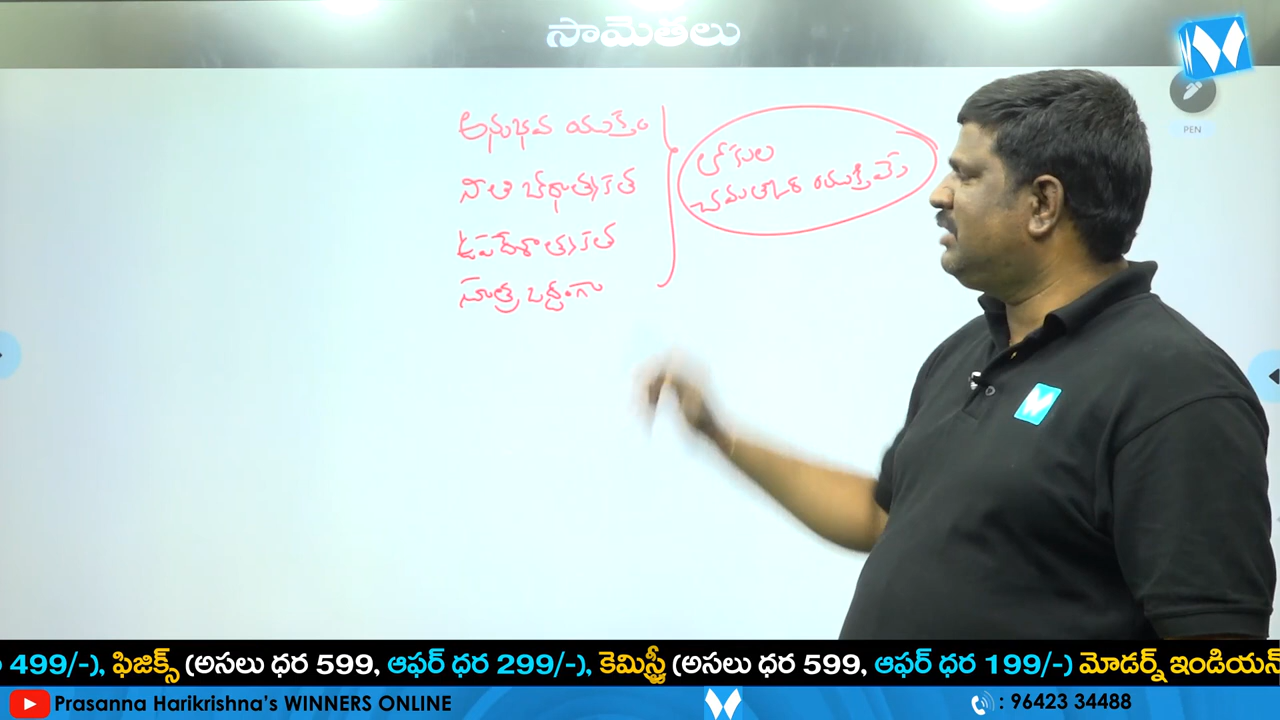 సామెతలు
PEN
అనుభవ యుక్తం
నీతి బోధాత్మకత
ఉపదేశాత్మకత
సూత్ర బద్ధంగా
లోకుల
చమత్కార యుక్తి
499/-), ఫిజిక్స్ (అసలు ధర 599, ఆఫర్ ధర 299/-), కెమిస్ట్రీ (అసలు ధర 599, ఆఫర్ ధర 199/-) మోడర్న్ ఇండియన్
Prasanna Harikrishna's WINNERS ONLINE
: 96423 34488